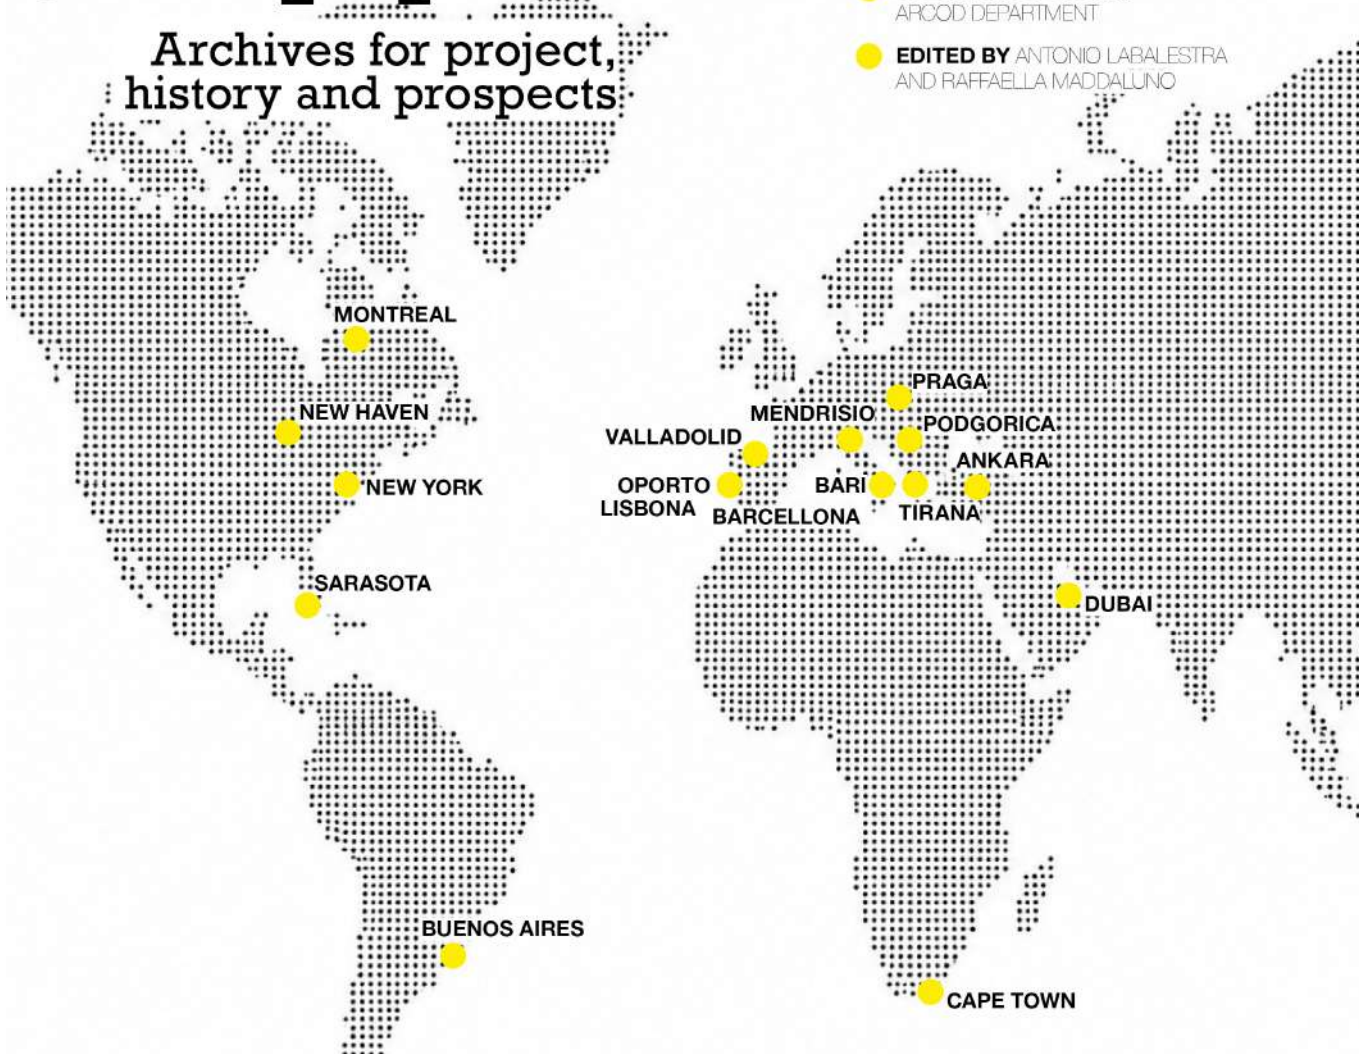 Archives for project,
history and prospects
ARCOD DEPARTMENT
EDITED BY ANTONIO LABALESTRA
AND RAFFAELLA MADDALUNO
MONTREAL
NEW HAVEN
NEW YORK
SARASOTA
BUENOS AIRES
PRAGA
MENDRISIO
PODGORICA
VALLADOLID
ANKARA
OPORTO
LISBONA
BARI
BARCELLONA
TIRANA
DUBAI
CAPE TOWN